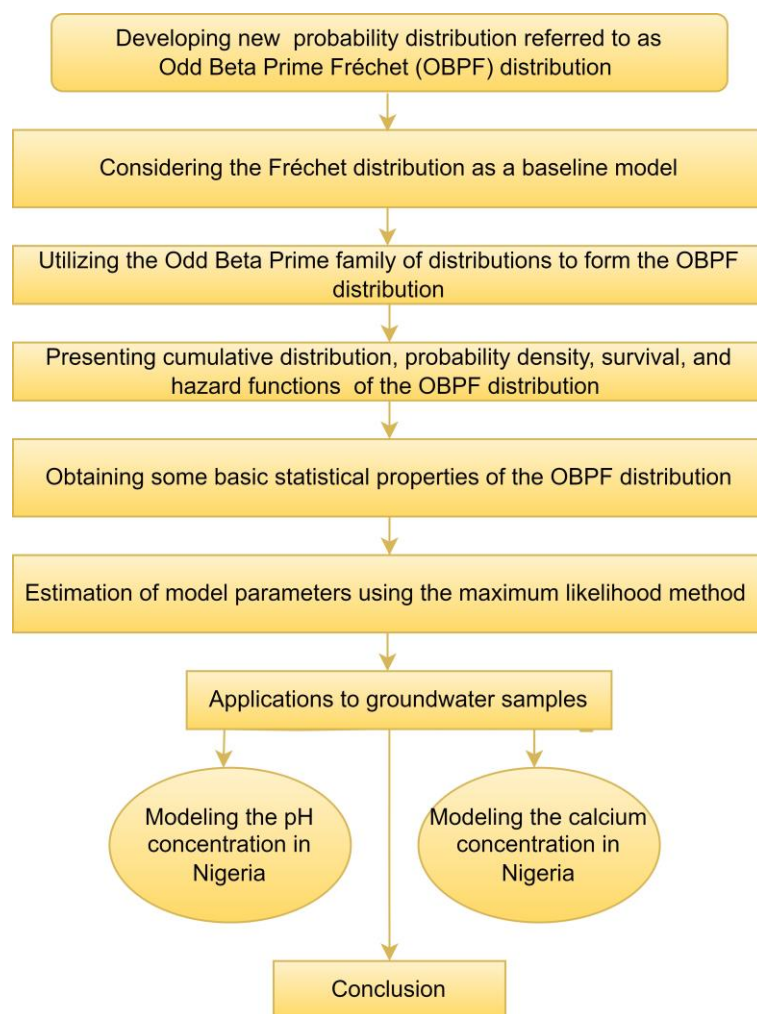 Developing new probability distribution referred to as
Odd Beta Prime Fréchet (OBPF) distribution
Considering the Fréchet distribution as a baseline model
Utilizing the Odd Beta Prime family of distributions to form the OBPF
distribution
Presenting cumulative distribution, probability density, survival, and
hazard functions of the OBPF distribution
Obtaining some basic statistical properties of the OBPF distribution
Estimation of model parameters using the maximum likelihood method
Applications to groundwater samples
Modeling the pH
concentration in
Nigeria
Modeling the calcium
concentration in
Nigeria
Conclusion